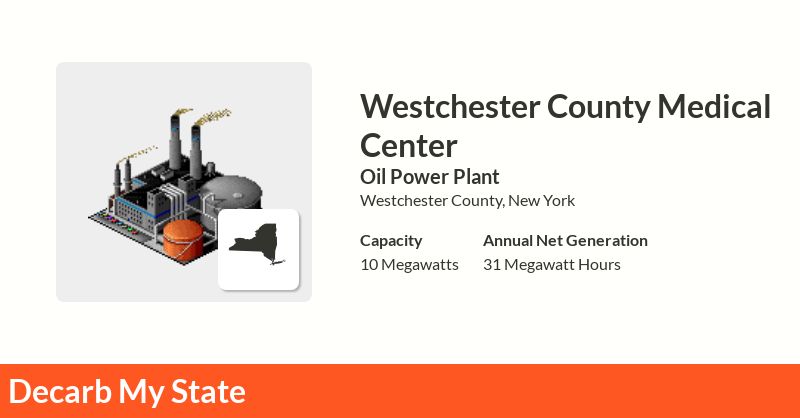 Westchester County Medical
Center
Oil Power Plant
Westchester County, New York
Capacity
Annual Net Generation
10 Megawatts
31 Megawatt Hours
Decarb My State